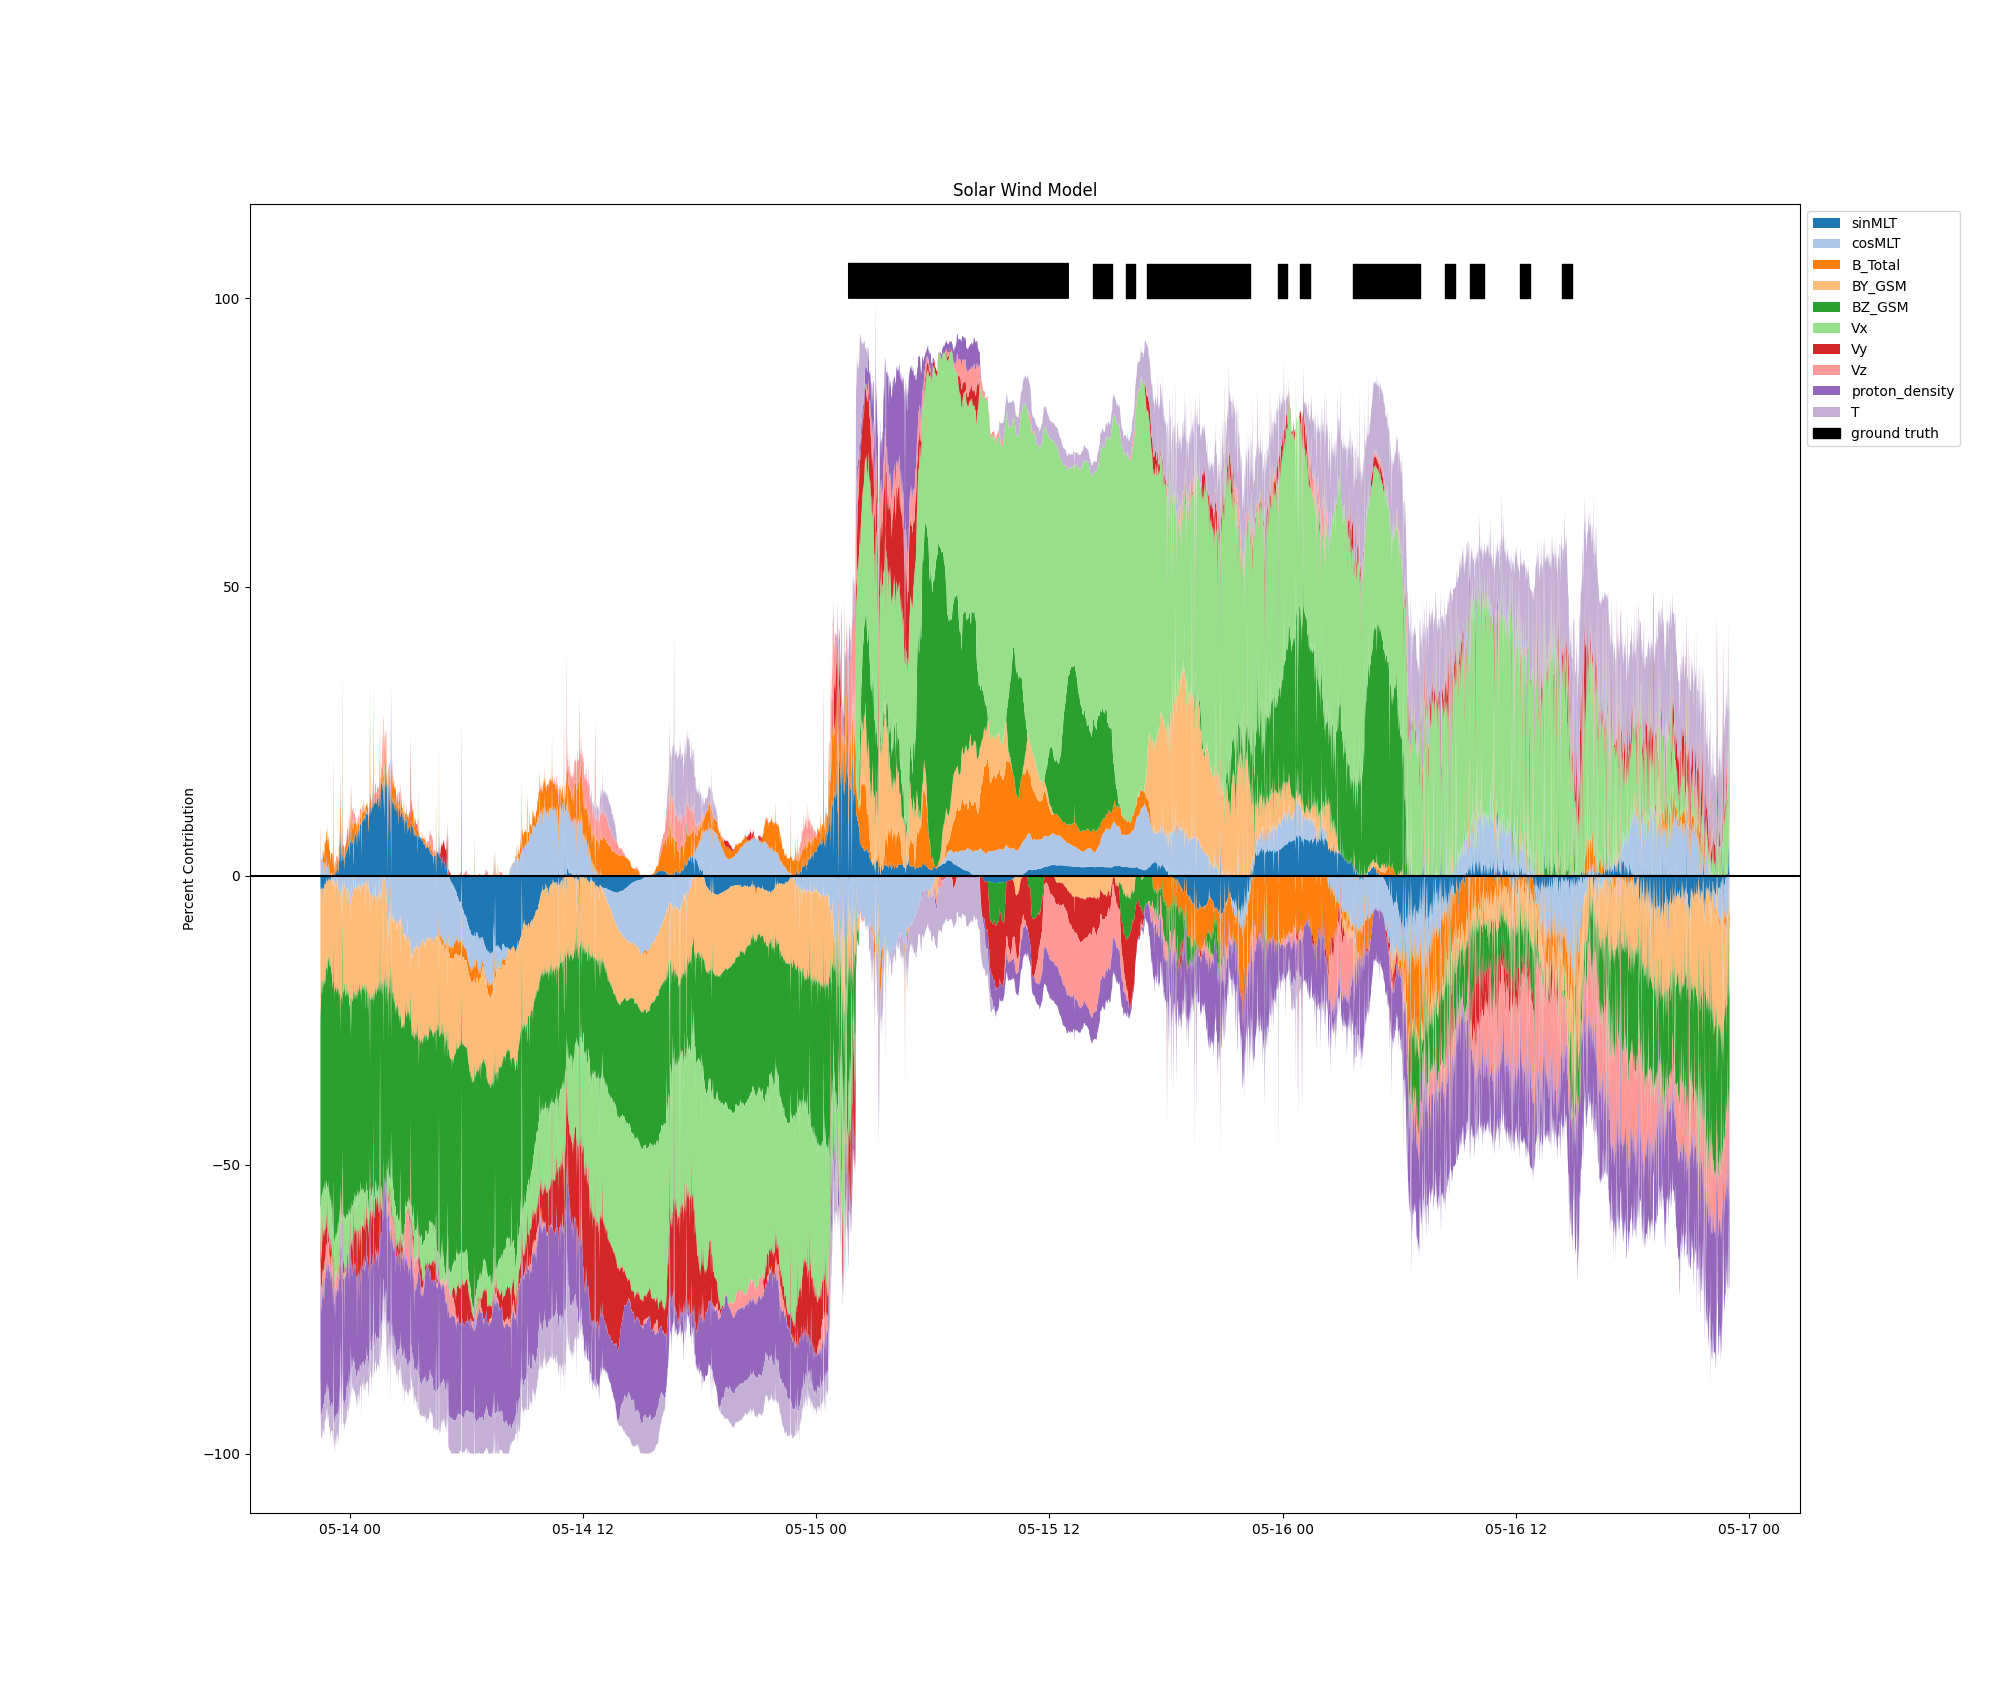 Solar Wind Model
sinMLT
cosMLT
B_Total
BY_GSM
BZ_GSM
Vx
Vy
Vz
proton_density
T
ground truth
Percent Contribution
100
50
0
−50
−100
05-14 00
05-14 12
05-15 00
05-15 12
05-16 00
05-16 12
05-17 00